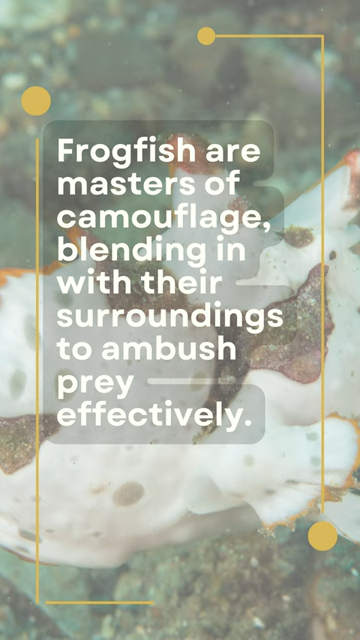 Frogfish are
masters of
camouflage,
blending in
with their
surroundings
to ambush
prey
effectively.